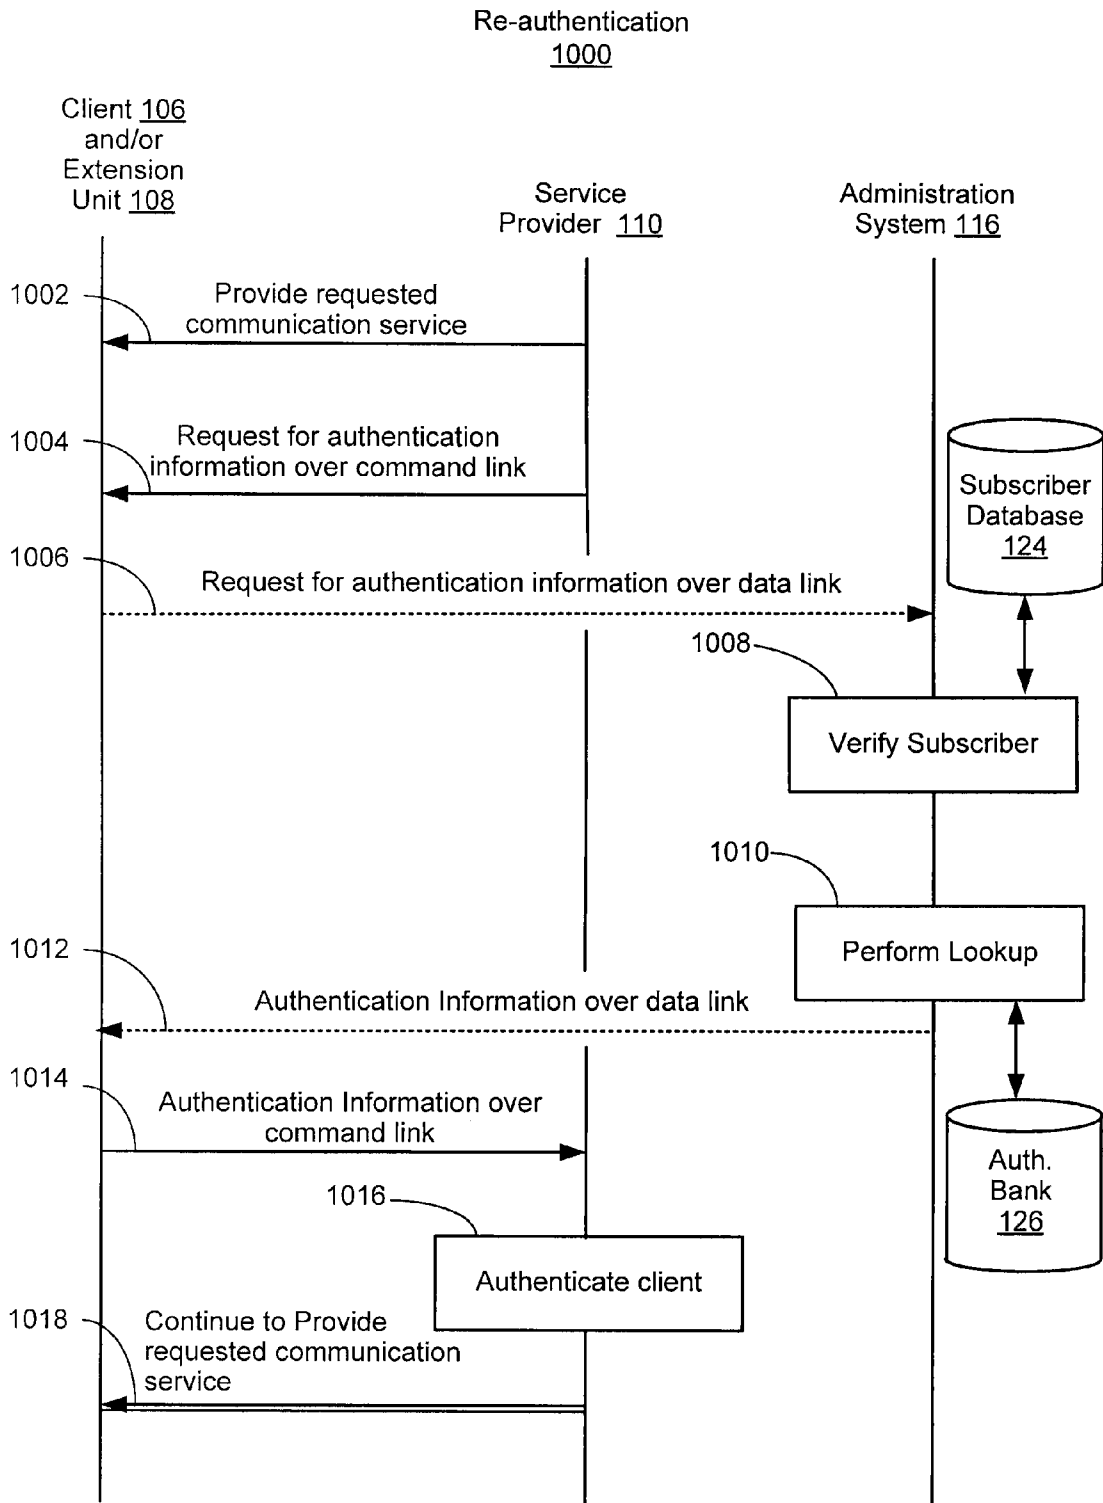 Re-authentication
1000
Client 106
and/or
Extension
Unit 108
Service
Provider 110
Administration
System 116
1002
Provide requested
communication service
1004
Request for authentication
information over command link
Subscriber
Database
124
1006
Request for authentication information over data link
1008
Verify Subscriber
1010
Perform Lookup
1012
Authentication Information over data link
1014
Authentication Information over
command link
Auth.
Bank
126
1016
Authenticate client
1018
Continue to Provide
requested communication
service